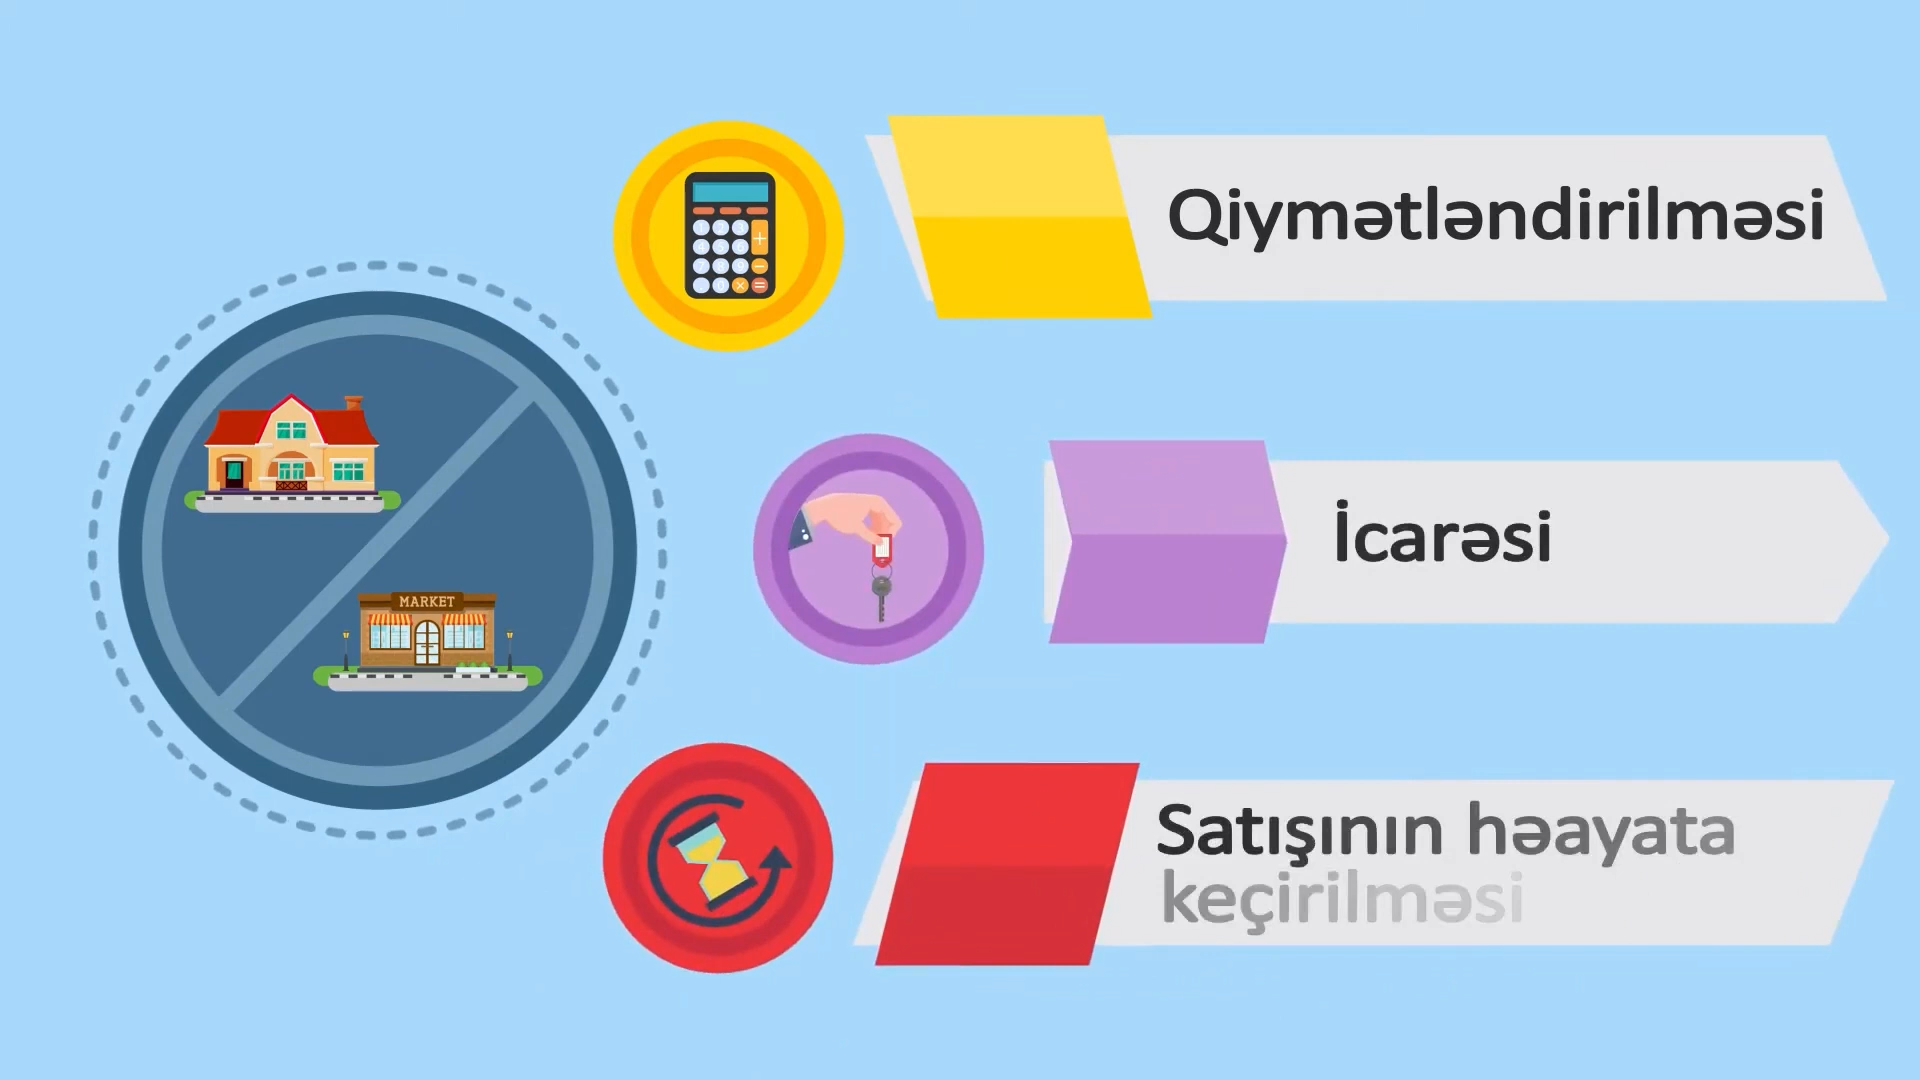 MARKET
Qiymətləndirilməsi
İcarəsi
Satışının həayata
keçirilməsi